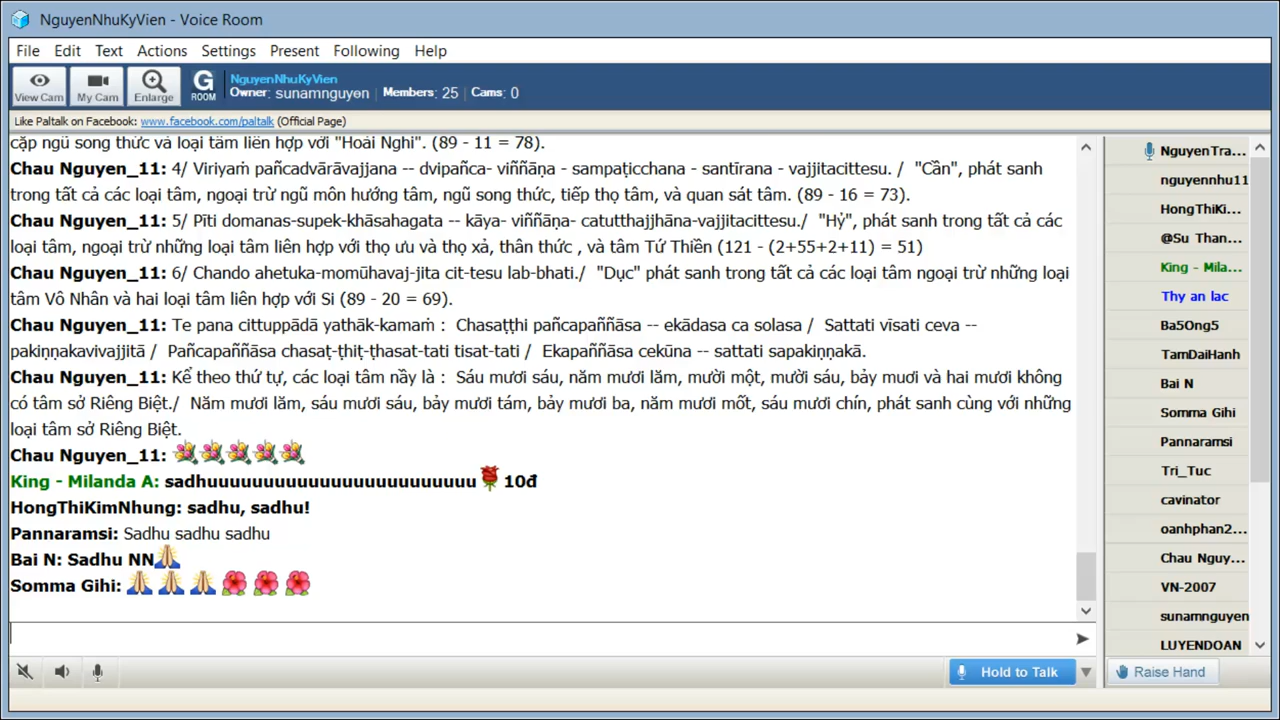 NguyenNhuKyVien - Voice Room
File Edit Text Actions Settings Present Following Help
View Cam My Cam Enlarge G ROOM NguyenNhuKyVien
Owner: sunamnguyen | Members: 25 | Cams: 0
Like Paltalk on Facebook: www.facebook.com/paltalk (Official Page)
cặp ngũ song thức và loại tâm liên hợp với "Hoài Nghi". (89 - 11 = 78).
Chau Nguyen_11: 4/ Viriyaṁ pañcadvārāvajjana -- dvipañca- viññāṇa - sampaṭicchana - santīrana - vajjitacittesu. / "Cần", phát sanh
trong tất cả các loại tâm, ngoại trừ ngũ môn hướng tâm, ngũ song thức, tiếp thọ tâm, và quan sát tâm. (89 - 16 = 73).
Chau Nguyen_11: 5/ Pīti domanas-supek-khāsahagata -- kāya- viññāṇa- catutthajjhāna-vajjitacittesu./ "Hỷ", phát sanh trong tất cả các
loại tâm, ngoại trừ những loại tâm liên hợp với thọ ưu và thọ xả, thân thức , và tâm Tứ Thiền (121 - (2+55+2+11) = 51)
Chau Nguyen_11: 6/ Chando ahetuka-momūhavaj-jita cit-tesu lab-bhati./ "Dục" phát sanh trong tất cả các loại tâm ngoại trừ những loại
tâm Vô Nhân và hai loại tâm liên hợp với Si (89 - 20 = 69).
Chau Nguyen_11: Te pana cittuppādā yathāk-kamaṁ : Chasaṭṭhi pañcapaññāsa -- ekādasa ca solasa / Sattati vīsati ceva --
pakiṇṇakavivajjitā / Pañcapaññāsa chasaṭ-ṭhiṭ-ṭhasat-tati tisat-tati / Ekapaññāsa cekūna -- sattati sapakiṇṇakā.
Chau Nguyen_11: Kể theo thứ tự, các loại tâm nầy là : Sáu mươi sáu, năm mươi lăm, mười một, mười sáu, bảy muơi và hai mươi không
có tâm sở Riêng Biệt./ Năm mươi lăm, sáu mươi sáu, bảy mươi tám, bảy mươi ba, năm mươi mốt, sáu mươi chín, phát sanh cùng với những
loại tâm sở Riêng Biệt.
Chau Nguyen_11:
King - Milanda A: sadhuuuuuuuuuuuuuuuuuuuuuuuu 10đ
HongThiKimNhung: sadhu, sadhu!
Pannaramsi: Sadhu sadhu sadhu
Bai N: Sadhu NN
Somma Gihi:
NguyenTra...
nguyennhu11
HongThiKi...
@Su Than...
King - Mila...
Thy an lac
Ba5Ong5
TamDaiHanh
Bai N
Somma Gihi
Pannaramsi
Tri_Tuc
cavinator
oanhphan2...
Chau Nguy...
VN-2007
sunamnguyen
LUYENDOAN
Hold to Talk
Raise Hand